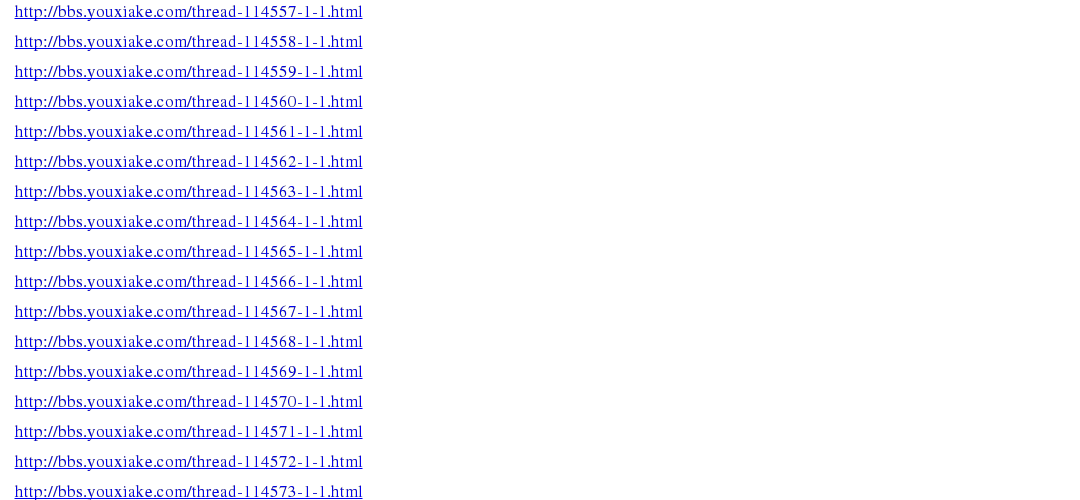 http://bbs.youxiake.com/thread-114557-1-1.html
http://bbs.youxiake.com/thread-114558-1-1.html
http://bbs.youxiake.com/thread-114559-1-1.html
http://bbs.youxiake.com/thread-114560-1-1.html
http://bbs.youxiake.com/thread-114561-1-1.html
http://bbs.youxiake.com/thread-114562-1-1.html
http://bbs.youxiake.com/thread-114563-1-1.html
http://bbs.youxiake.com/thread-114564-1-1.html
http://bbs.youxiake.com/thread-114565-1-1.html
http://bbs.youxiake.com/thread-114566-1-1.html
http://bbs.youxiake.com/thread-114567-1-1.html
http://bbs.youxiake.com/thread-114568-1-1.html
http://bbs.youxiake.com/thread-114569-1-1.html
http://bbs.youxiake.com/thread-114570-1-1.html
http://bbs.youxiake.com/thread-114571-1-1.html
http://bbs.youxiake.com/thread-114572-1-1.html
http://bbs.youxiake.com/thread-114573-1-1.html